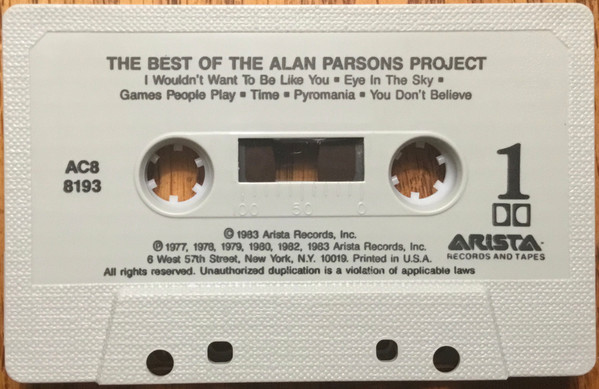 THE BEST OF THE ALAN PARSONS PROJECT
I Wouldn't Want To Be Like You ▪ Eye In The Sky ▪
Games People Play ▪ Time ▪ Pyromania ▪ You Don't Believe
AC8
8193
1
100 50 0
ARISTA
RECORDS AND TAPES
© 1983 Arista Records, Inc.
℗ 1977, 1978, 1979, 1980, 1982, 1983 Arista Records, Inc.
6 West 57th Street, New York, N.Y. 10019. Printed in U.S.A.
All rights reserved. Unauthorized duplication is a violation of applicable laws